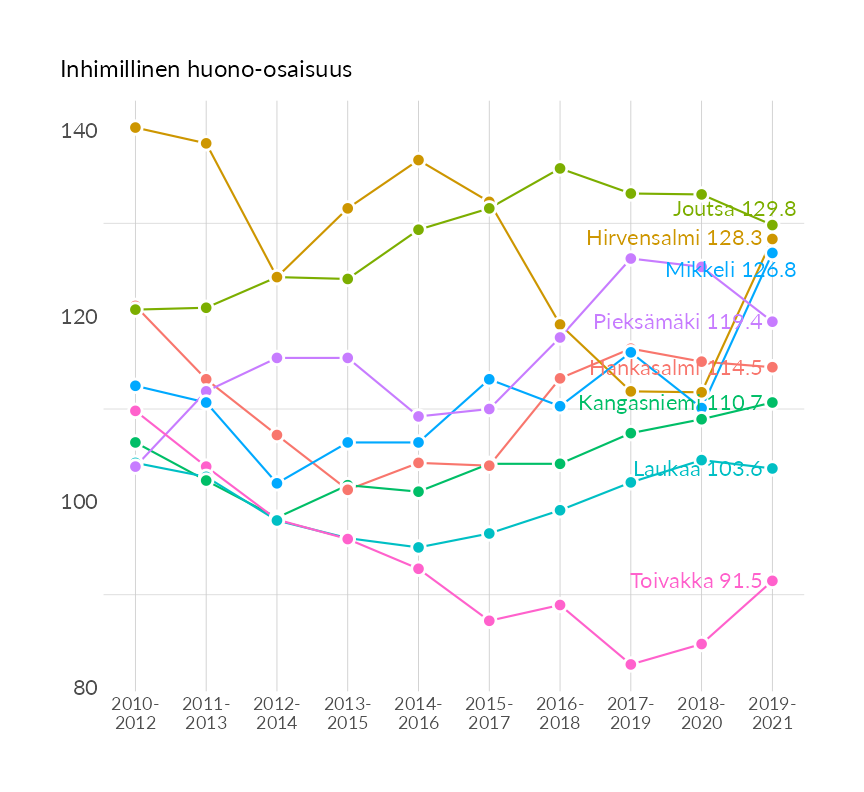 Inhimillinen huono-osaisuus
140
120
100
80
Joutsa 129.8
Hirvensalmi 128.3
Mikkeli 126.8
Pieksämäki 119.4
Hankasalmi 114.5
Kangasniemi 110.7
Laukaa 103.6
Toivakka 91.5
2010- 2011- 2012- 2013- 2014- 2015- 2016- 2017- 2018- 2019-
2012 2013 2014 2015 2016 2017 2018 2019 2020 2021